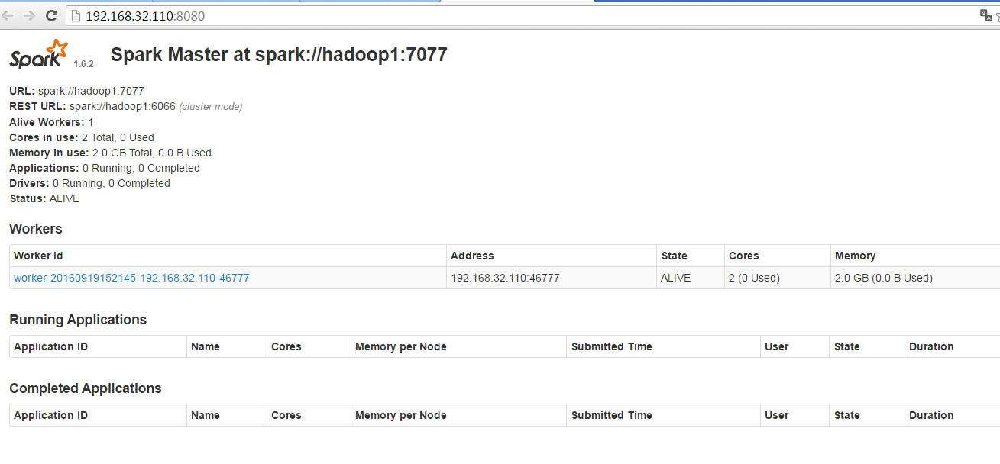 192.168.32.110:8080
Spark 1.6.2 Spark Master at spark://hadoop1:7077
URL: spark://hadoop1:7077
REST URL: spark://hadoop1:6066 (cluster mode)
Alive Workers: 1
Cores in use: 2 Total, 0 Used
Memory in use: 2.0 GB Total, 0.0 B Used
Applications: 0 Running, 0 Completed
Drivers: 0 Running, 0 Completed
Status: ALIVE
Workers
Worker Id Address State Cores Memory
worker-20160919152145-192.168.32.110-46777 192.168.32.110:46777 ALIVE 2 (0 Used) 2.0 GB (0.0 B Used)
Running Applications
Application ID Name Cores Memory per Node Submitted Time User State Duration
Completed Applications
Application ID Name Cores Memory per Node Submitted Time User State Duration